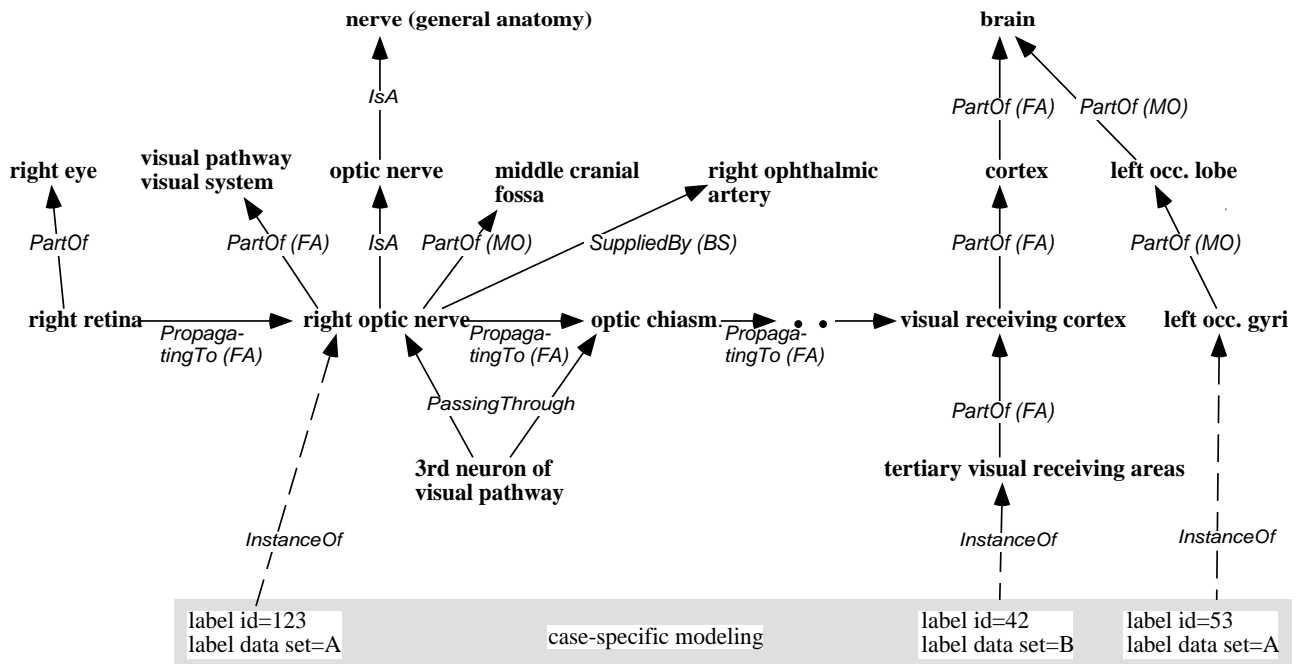 nerve (general anatomy)
brain
IsA
PartOf (FA)
PartOf (MO)
right eye
visual pathway
visual system
optic nerve
middle cranial
fossa
right ophthalmic
artery
cortex
left occ. lobe
PartOf
PartOf (FA)
IsA
PartOf (MO)
SuppliedBy (BS)
PartOf (FA)
PartOf (MO)
right retina
right optic nerve
optic chiasm
visual receiving cortex
left occ. gyri
Propaga-
tingTo (FA)
Propaga-
tingTo (FA)
Propaga-
tingTo (FA)
PassingThrough
PartOf (FA)
3rd neuron of
visual pathway
tertiary visual receiving areas
InstanceOf
InstanceOf
InstanceOf
label id=123
label data set=A
case-specific modeling
label id=42
label data set=B
label id=53
label data set=A